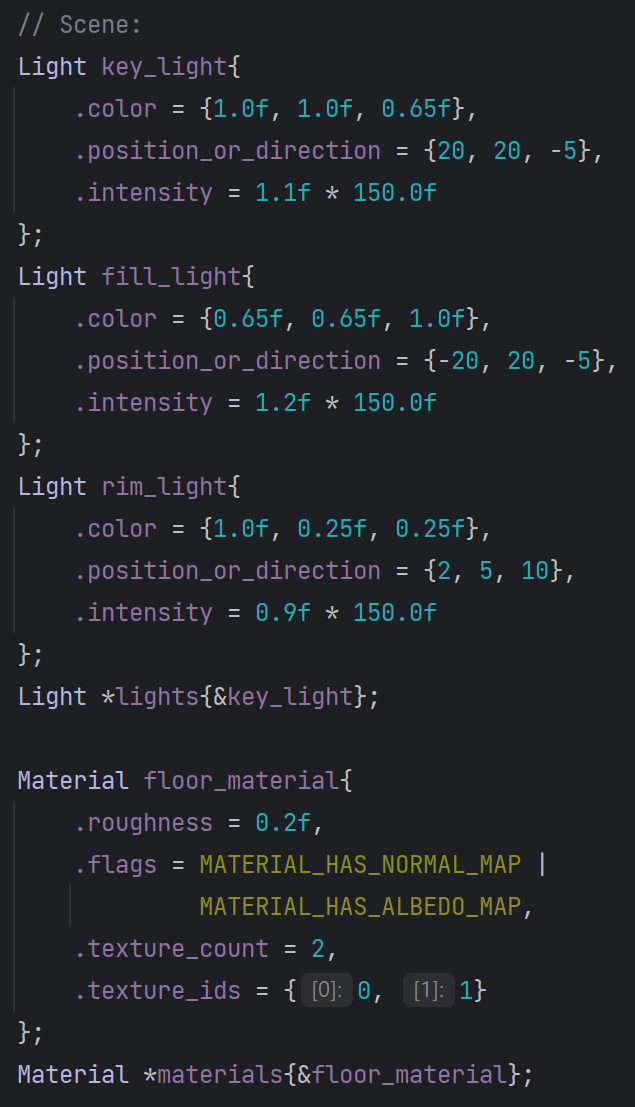 // Scene:
Light key_light{
    .color = {1.0f, 1.0f, 0.65f},
    .position_or_direction = {20, 20, -5},
    .intensity = 1.1f * 150.0f
};
Light fill_light{
    .color = {0.65f, 0.65f, 1.0f},
    .position_or_direction = {-20, 20, -5},
    .intensity = 1.2f * 150.0f
};
Light rim_light{
    .color = {1.0f, 0.25f, 0.25f},
    .position_or_direction = {2, 5, 10},
    .intensity = 0.9f * 150.0f
};
Light *lights{&key_light};

Material floor_material{
    .roughness = 0.2f,
    .flags = MATERIAL_HAS_NORMAL_MAP |
             MATERIAL_HAS_ALBEDO_MAP,
    .texture_count = 2,
    .texture_ids = { [0]: 0,  [1]: 1}
};
Material *materials{&floor_material};